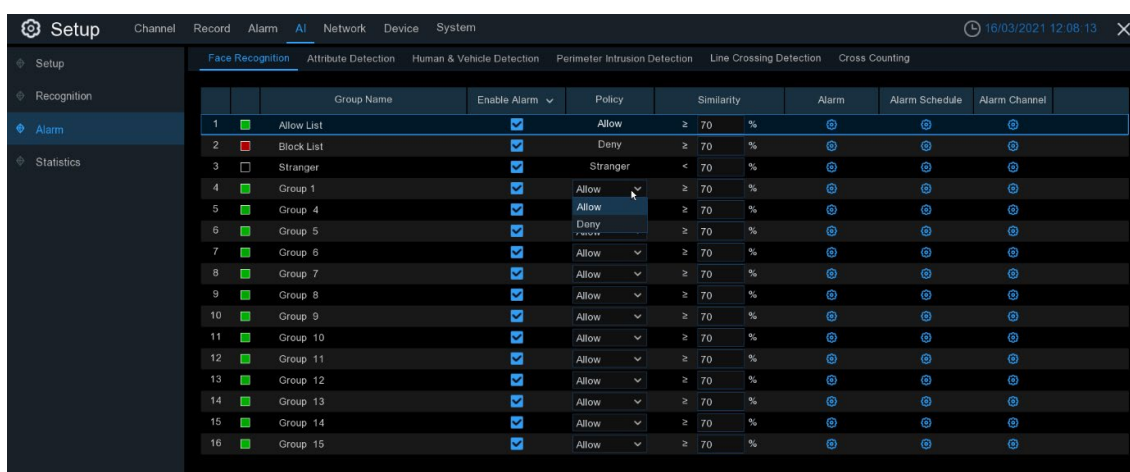 Setup Channel Record Alarm AI Network Device System 16/03/2021 12:08:13
Setup
Recognition
Alarm
Statistics
Face Recognition Attribute Detection Human & Vehicle Detection Perimeter Intrusion Detection Line Crossing Detection Cross Counting
Group Name Enable Alarm Policy Similarity Alarm Alarm Schedule Alarm Channel
1 Allow List Allow ≥ 70 %
2 Block List Deny ≥ 70 %
3 Stranger Stranger < 70 %
4 Group 1 Allow ≥ 70 %
5 Group 4 Allow ≥ 70 %
6 Group 5 Deny ≥ 70 %
7 Group 6 Allow ≥ 70 %
8 Group 7 Allow ≥ 70 %
9 Group 8 Allow ≥ 70 %
10 Group 9 Allow ≥ 70 %
11 Group 10 Allow ≥ 70 %
12 Group 11 Allow ≥ 70 %
13 Group 12 Allow ≥ 70 %
14 Group 13 Allow ≥ 70 %
15 Group 14 Allow ≥ 70 %
16 Group 15 Allow ≥ 70 %